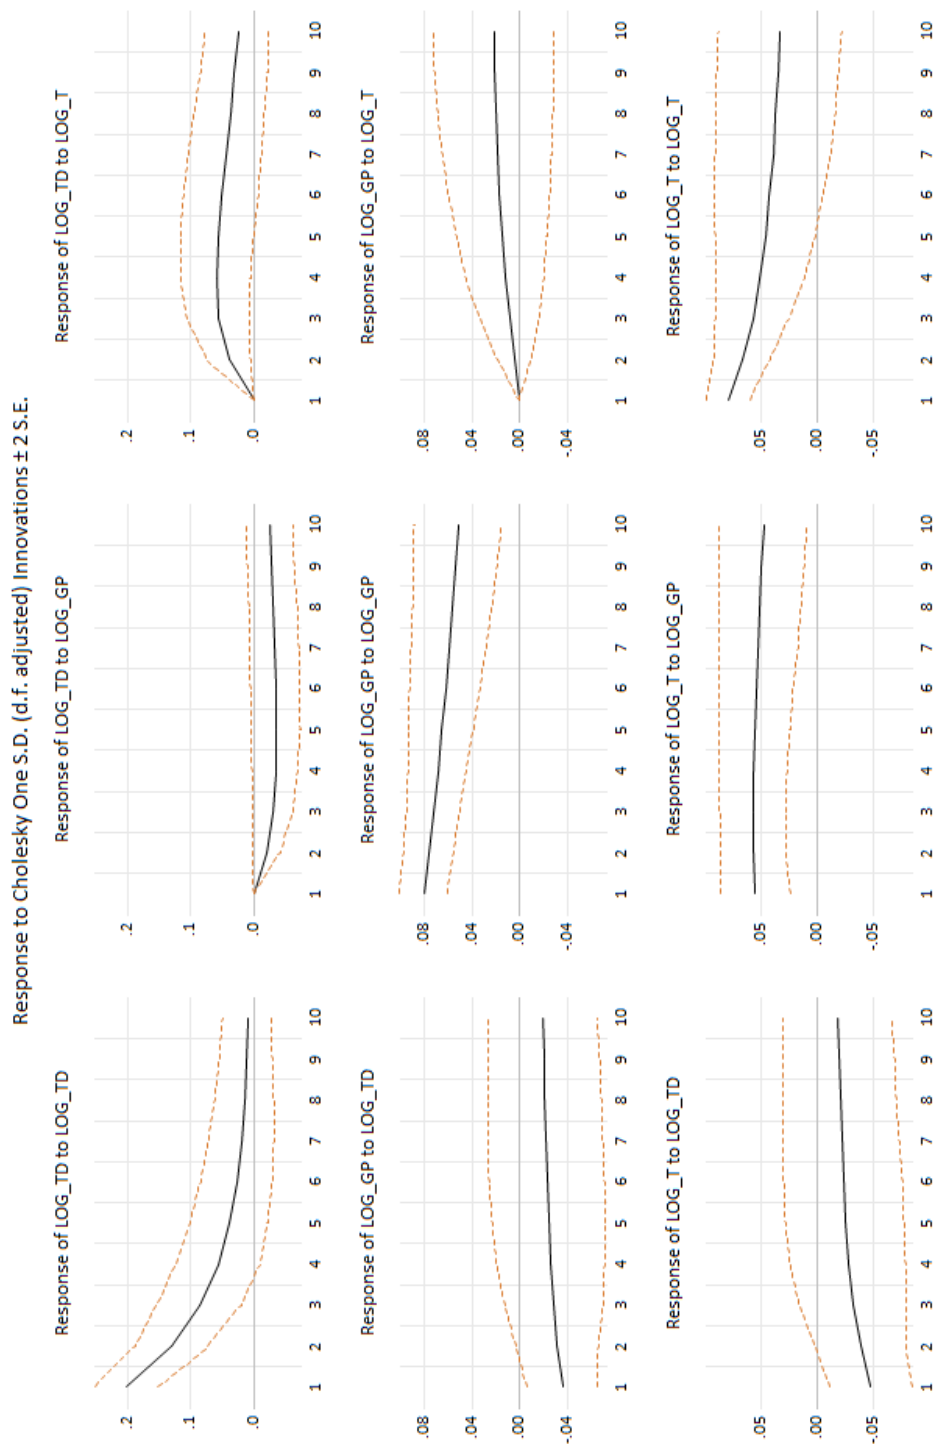 Response to Cholesky One S.D. (d.f. adjusted) Innovations ± 2 S.E.
Response of LOG_TD to LOG_TD
.2
.1
.0
1 2 3 4 5 6 7 8 9 10
Response of LOG_TD to LOG_GP
.2
.1
.0
1 2 3 4 5 6 7 8 9 10
Response of LOG_TD to LOG_T
.2
.1
.0
1 2 3 4 5 6 7 8 9 10
Response of LOG_GP to LOG_TD
.08
.04
.00
-.04
1 2 3 4 5 6 7 8 9 10
Response of LOG_GP to LOG_GP
.08
.04
.00
-.04
1 2 3 4 5 6 7 8 9 10
Response of LOG_GP to LOG_T
.08
.04
.00
-.04
1 2 3 4 5 6 7 8 9 10
Response of LOG_T to LOG_TD
.05
.00
-.05
1 2 3 4 5 6 7 8 9 10
Response of LOG_T to LOG_GP
.05
.00
-.05
1 2 3 4 5 6 7 8 9 10
Response of LOG_T to LOG_T
.05
.00
-.05
1 2 3 4 5 6 7 8 9 10